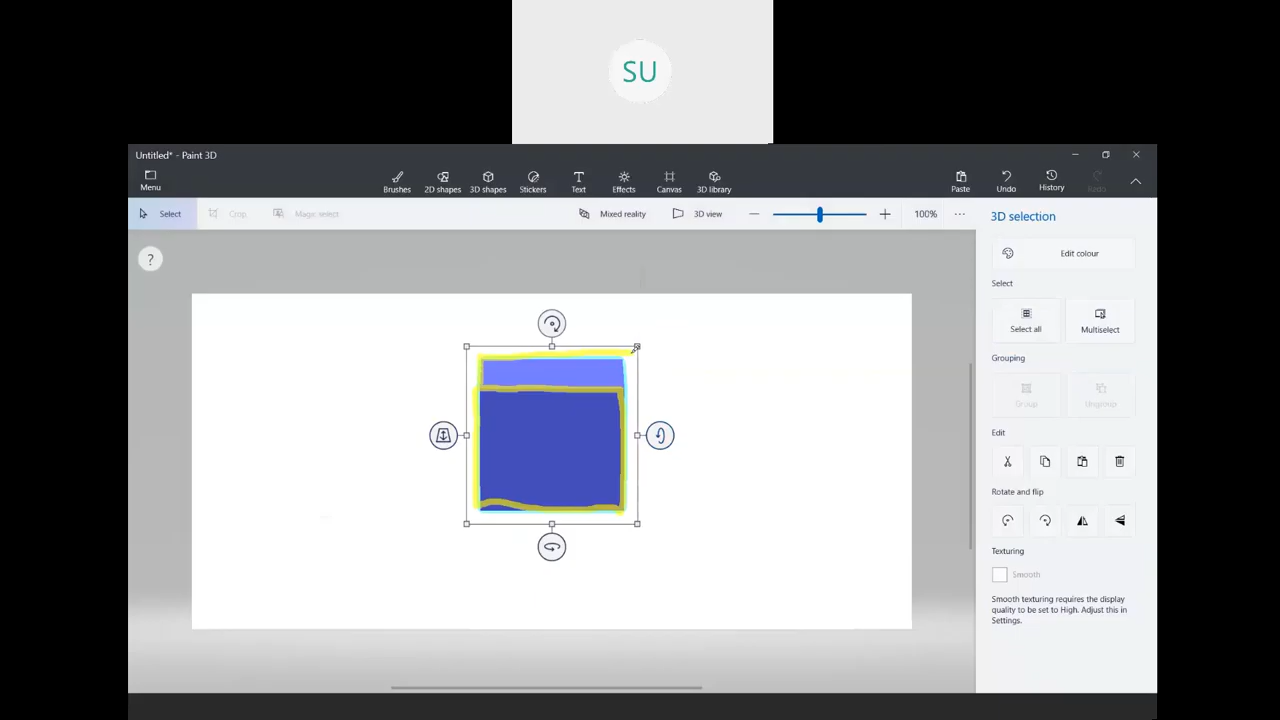 SU
Untitled* - Paint 3D
Menu
Brushes
2D shapes
3D shapes
Stickers
Text
Effects
Canvas
3D library
Paste
Undo
History
Redo
Select
Crop
Magic select
Mixed reality
3D view
100%
?
3D selection
Edit colour
Select
Select all
Multiselect
Grouping
Group
Ungroup
Edit
Rotate and flip
Texturing
Smooth
Smooth texturing requires the display
quality to be set to High. Adjust this in
Settings.